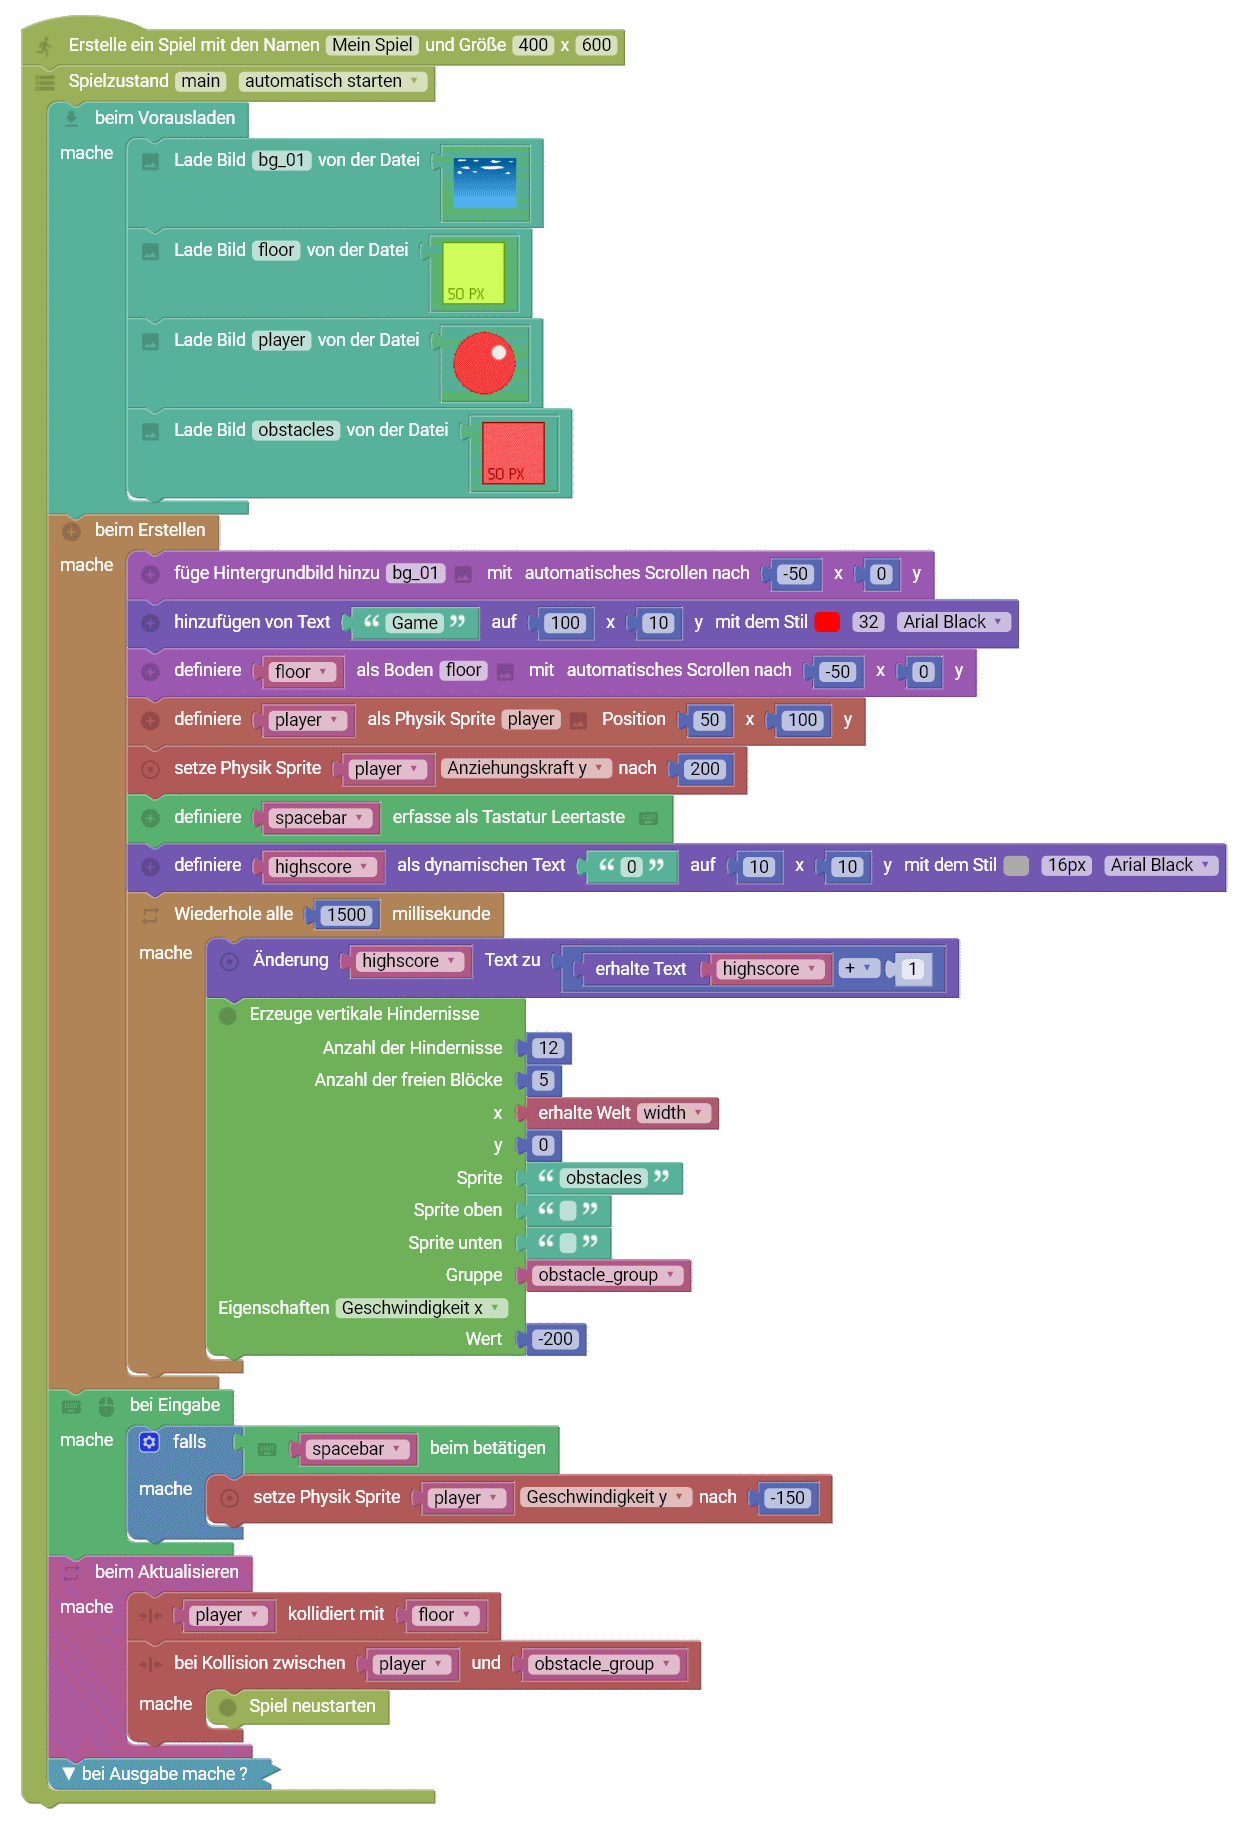 Erstelle ein Spiel mit den Namen Mein Spiel und Größe 400 x 600
Spielzustand main automatisch starten
beim Vorausladen
mache
Lade Bild bg_01 von der Datei
Lade Bild floor von der Datei
50 PX
Lade Bild player von der Datei
Lade Bild obstacles von der Datei
50 PX
beim Erstellen
mache
füge Hintergrundbild hinzu bg_01 mit automatisches Scrollen nach -50 x 0 y
hinzufügen von Text “ Game ” auf 100 x 10 y mit dem Stil 32 Arial Black
definiere floor als Boden floor mit automatisches Scrollen nach -50 x 0 y
definiere player als Physik Sprite player Position 50 x 100 y
setze Physik Sprite player Anziehungskraft y nach 200
definiere spacebar erfasse als Tastatur Leertaste
definiere highscore als dynamischen Text “ 0 ” auf 10 x 10 y mit dem Stil 16px Arial Black
Wiederhole alle 1500 millisekunde
mache
Änderung highscore Text zu erhalte Text highscore + 1
Erzeuge vertikale Hindernisse
Anzahl der Hindernisse 12
Anzahl der freien Blöcke 5
x erhalte Welt width
y 0
Sprite “ obstacles ”
Sprite oben “ ”
Sprite unten “ ”
Gruppe obstacle_group
Eigenschaften Geschwindigkeit x
Wert -200
bei Eingabe
mache
falls spacebar beim betätigen
mache
setze Physik Sprite player Geschwindigkeit y nach -150
beim Aktualisieren
mache
player kollidiert mit floor
bei Kollision zwischen player und obstacle_group
mache
Spiel neustarten
bei Ausgabe mache ?